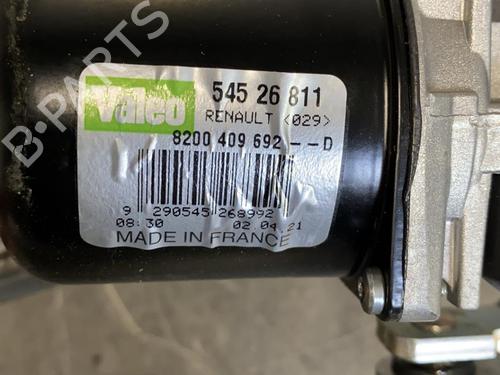 B-PARTS
Valeo
545 26 811
RENAULT <029>
8200 409 692--D
9 290545 268992
08:30 02.04.21
MADE IN FRANCE